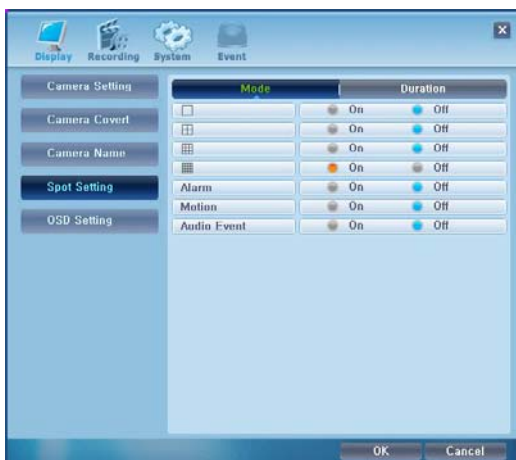 Display Recording System Event
Camera Setting
Camera Covert
Camera Name
Spot Setting
OSD Setting
Mode Duration
On Off
On Off
On Off
On Off
Alarm On Off
Motion On Off
Audio Event On Off
OK Cancel